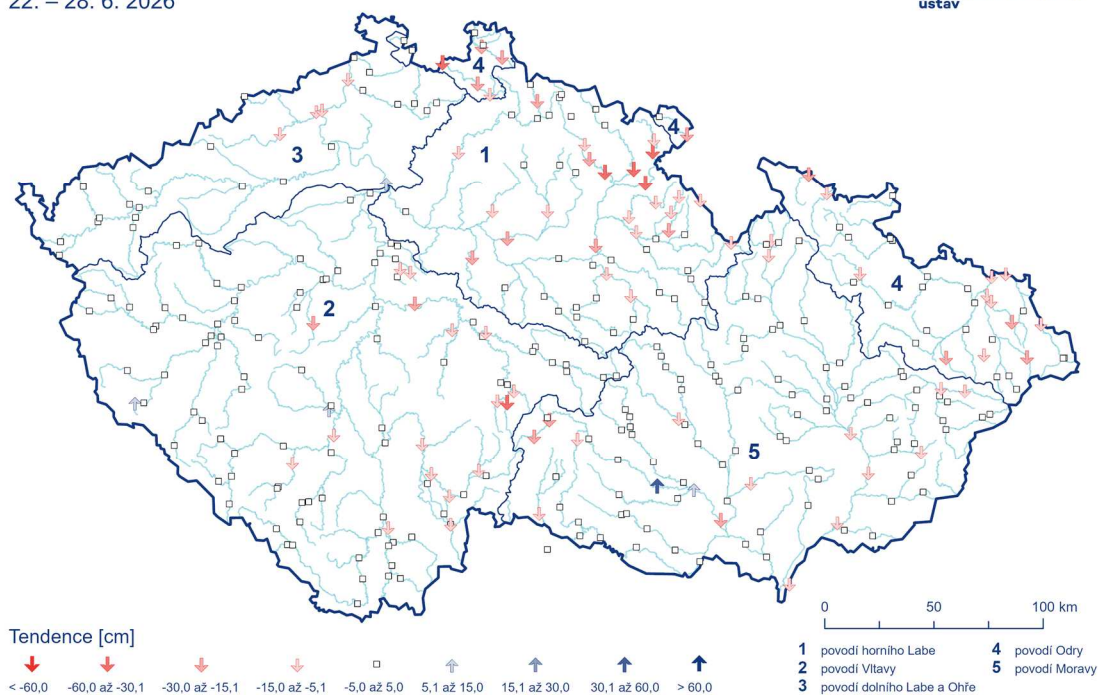 22. – 28. 6. 2026
ústav
4
4
3
1
4
2
5
0 50 100 km
Tendence [cm]
< -60,0 -60,0 až -30,1 -30,0 až -15,1 -15,0 až -5,1 -5,0 až 5,0 5,1 až 15,0 15,1 až 30,0 30,1 až 60,0 > 60,0
1 povodí horního Labe
2 povodí Vltavy
3 povodí dolního Labe a Ohře
4 povodí Odry
5 povodí Moravy